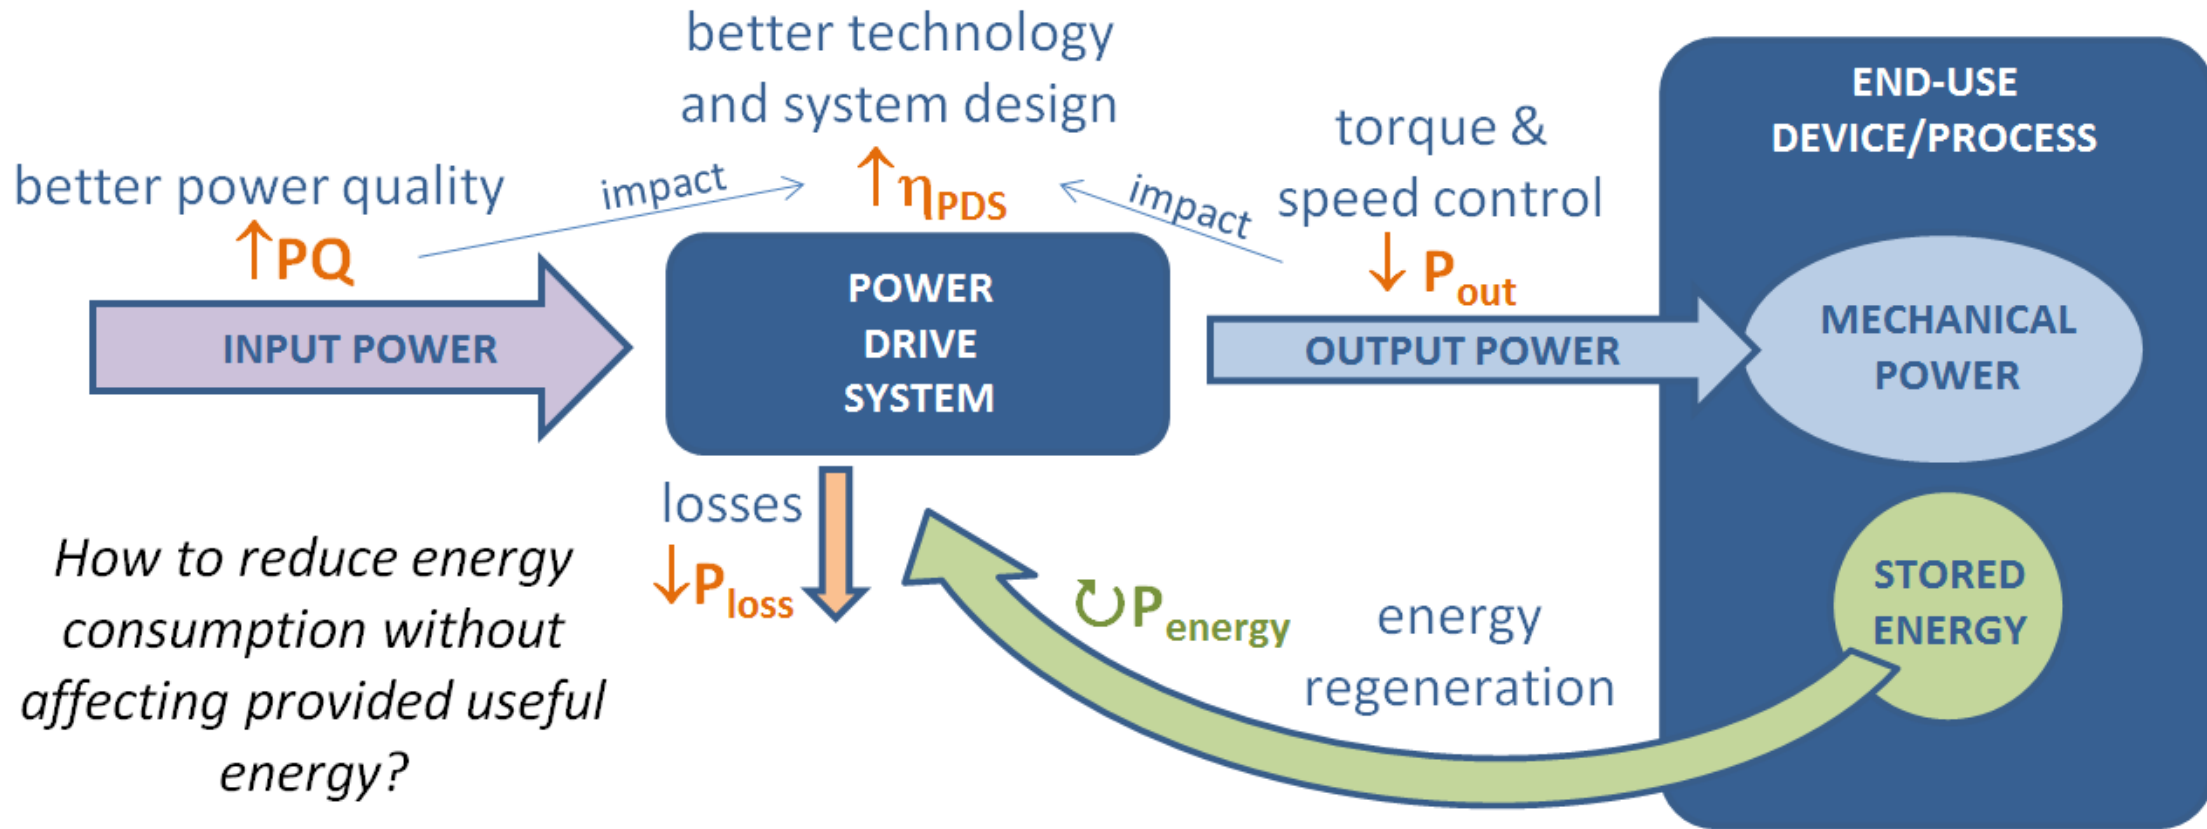 better technology
and system design
↑ηPDS
better power quality
↑PQ
impact
impact
torque &
speed control
↓ Pout
END-USE
DEVICE/PROCESS
INPUT POWER
POWER
DRIVE
SYSTEM
OUTPUT POWER
MECHANICAL
POWER
losses
↓Ploss
How to reduce energy
consumption without
affecting provided useful
energy?
↻Penergy
energy
regeneration
STORED
ENERGY